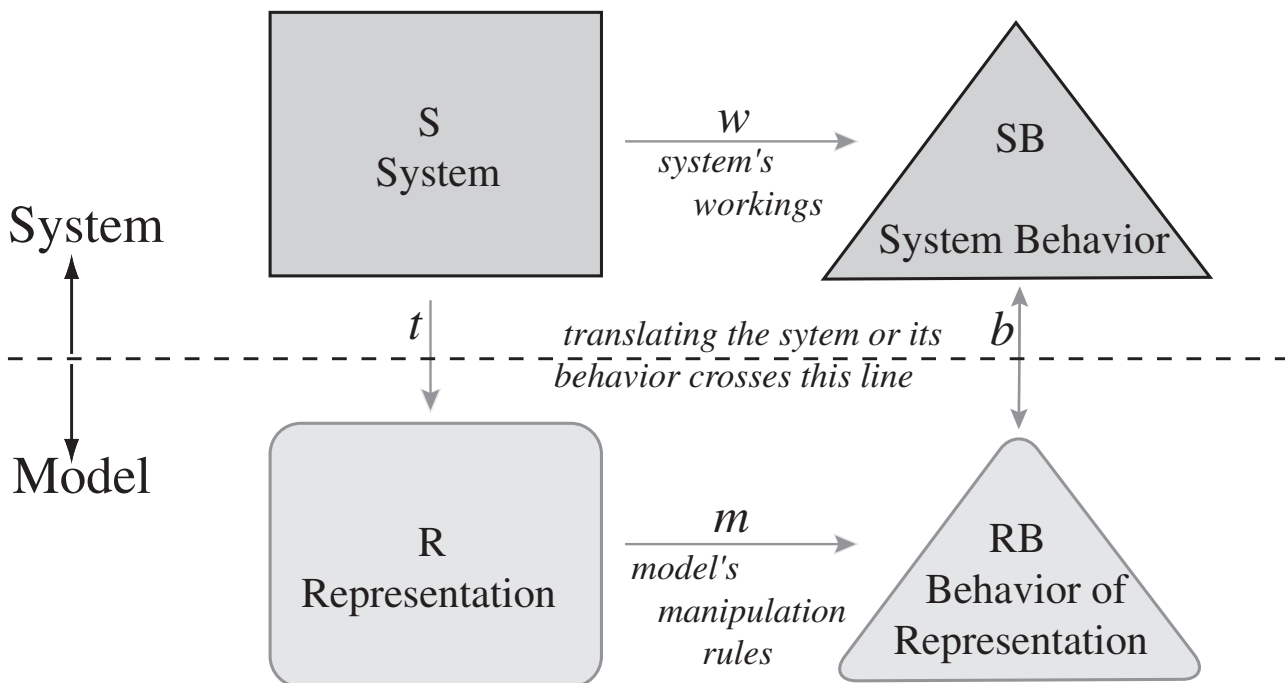 S
System
w
system's
workings
SB
System Behavior
System
t
translating the sytem or its
behavior crosses this line
b
Model
R
Representation
m
model's
manipulation
rules
RB
Behavior of
Representation